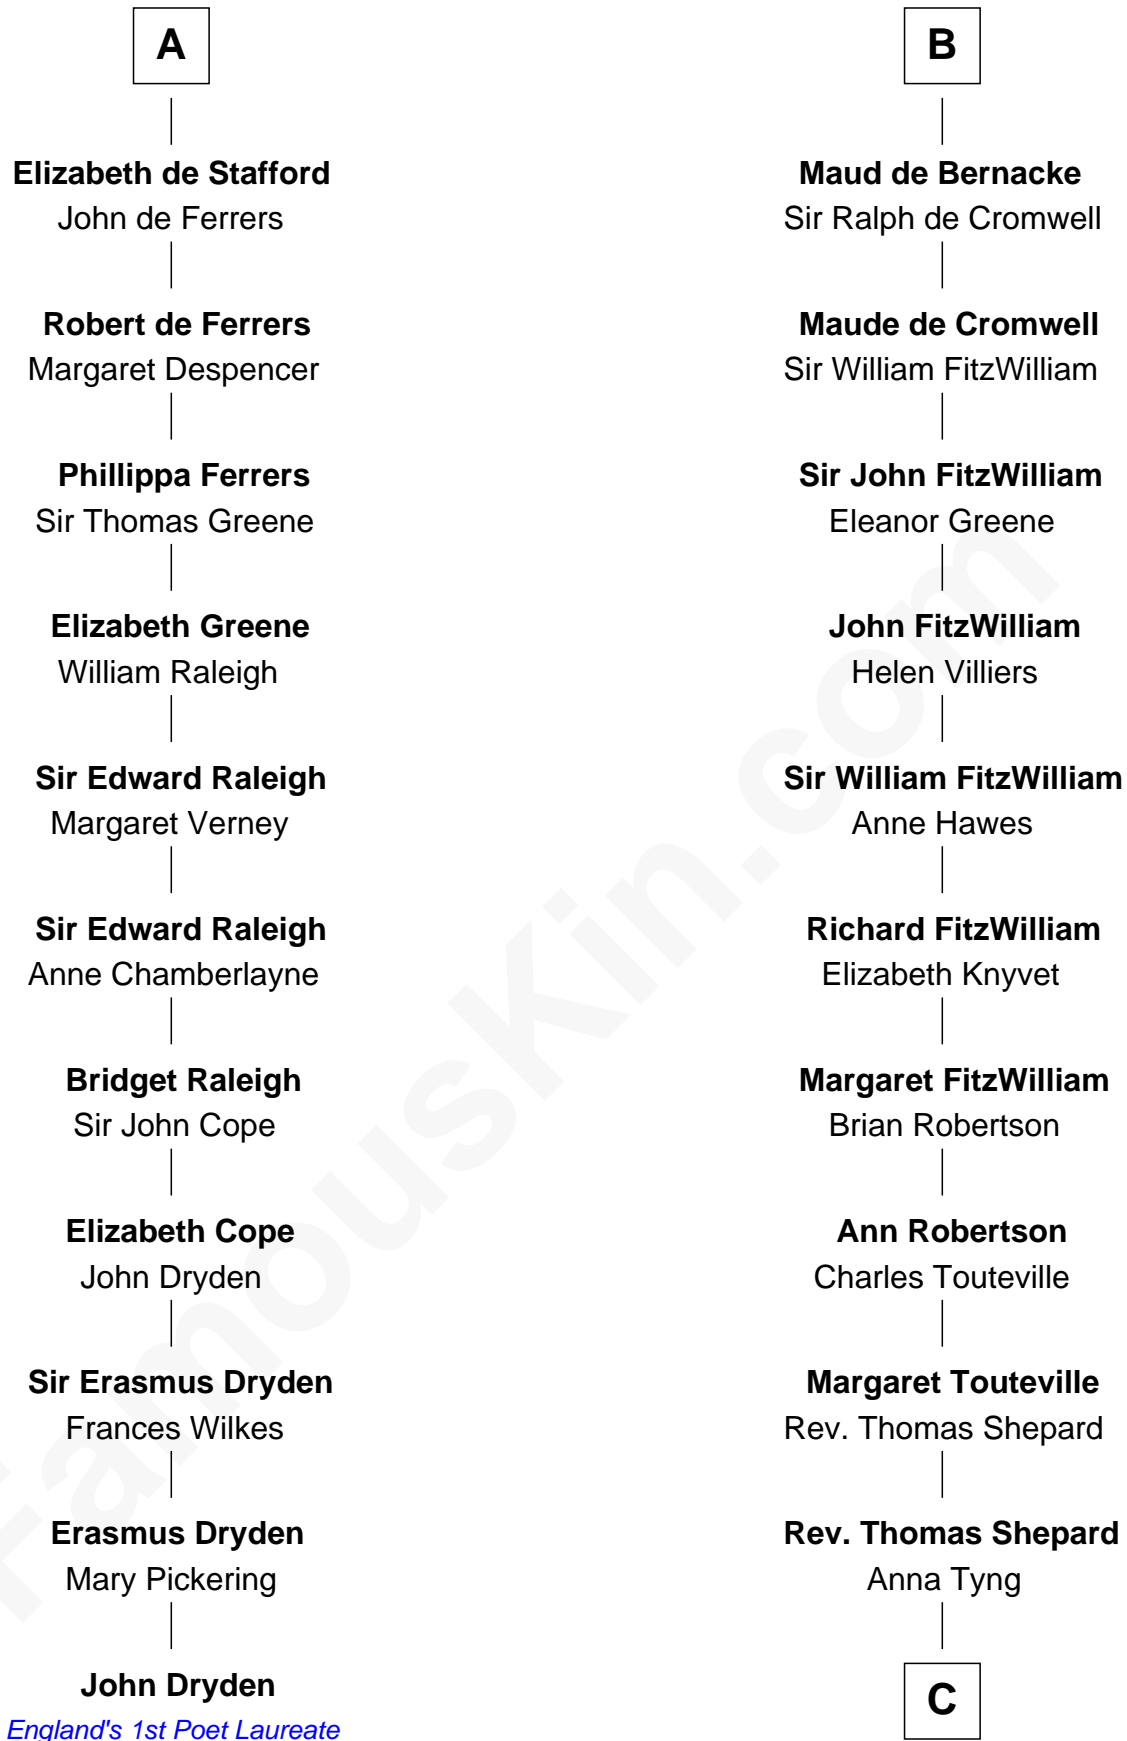 A
Elizabeth de Stafford
John de Ferrers
Robert de Ferrers
Margaret Despencer
Phillippa Ferrers
Sir Thomas Greene
Elizabeth Greene
William Raleigh
Sir Edward Raleigh
Margaret Verney
Sir Edward Raleigh
Anne Chamberlayne
Bridget Raleigh
Sir John Cope
Elizabeth Cope
John Dryden
Sir Erasmus Dryden
Frances Wilkes
Erasmus Dryden
Mary Pickering
John Dryden
England's 1st Poet Laureate
B
Maud de Bernacke
Sir Ralph de Cromwell
Maude de Cromwell
Sir William FitzWilliam
Sir John FitzWilliam
Eleanor Greene
John FitzWilliam
Helen Villiers
Sir William FitzWilliam
Anne Hawes
Richard FitzWilliam
Elizabeth Knyvet
Margaret FitzWilliam
Brian Robertson
Ann Robertson
Charles Touteville
Margaret Touteville
Rev. Thomas Shepard
Rev. Thomas Shepard
Anna Tyng
C
FamousKin.com